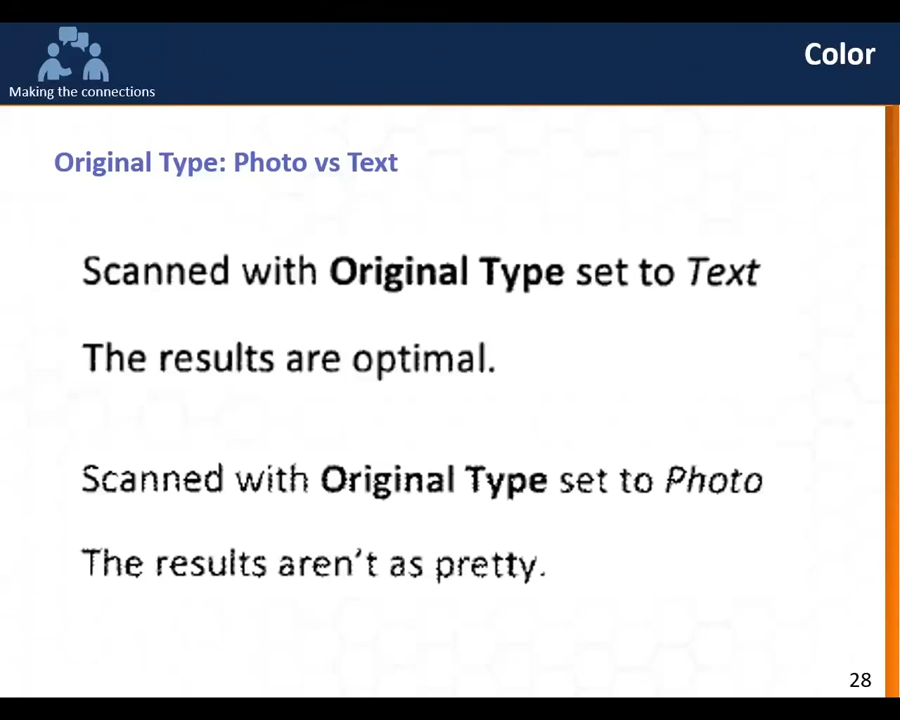 Color
Making the connections
Original Type: Photo vs Text
Scanned with Original Type set to Text
The results are optimal.
Scanned with Original Type set to Photo
The results aren't as pretty.
28